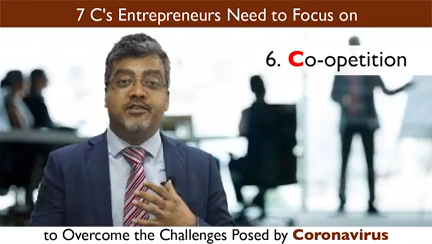 7 C's Entrepreneurs Need to Focus on
6. Co-opetition
to Overcome the Challenges Posed by Coronavirus